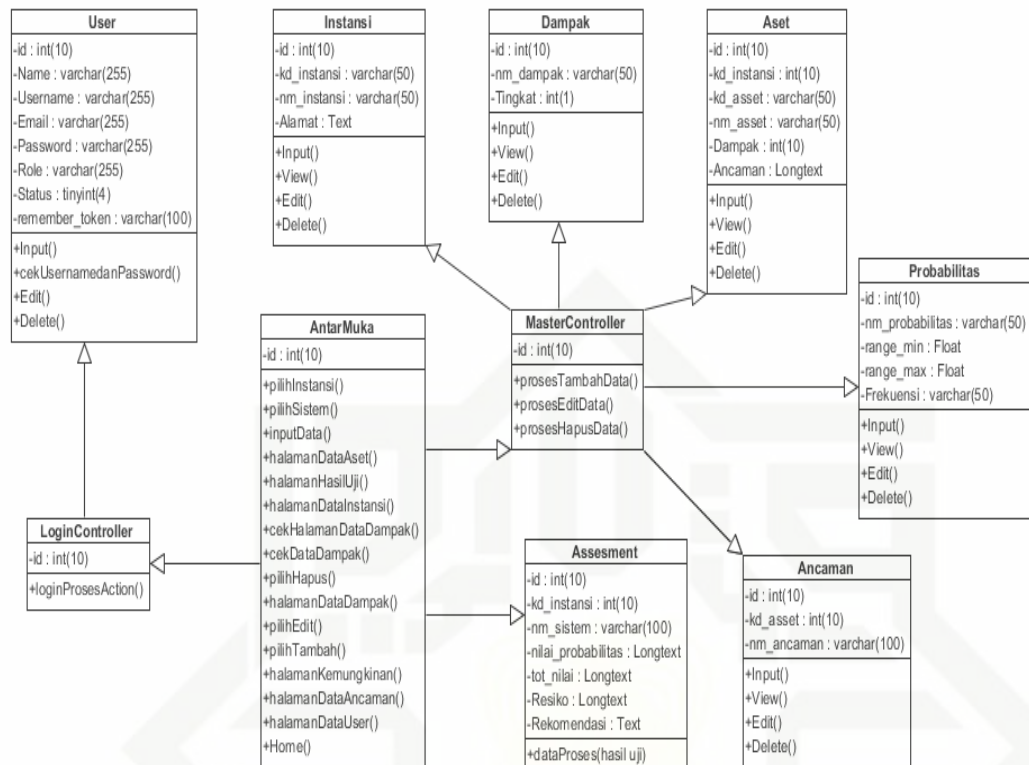 User
-id : int(10)
-Name : varchar(255)
-Username : varchar(255)
-Email : varchar(255)
-Password : varchar(255)
-Role : varchar(255)
-Status : tinyint(4)
-remember_token : varchar(100)
+Input()
+cekUsernamedanPassword()
+Edit()
+Delete()
Instansi
-id : int(10)
-kd_instansi : varchar(50)
-nm_instansi : varchar(50)
-Alamat : Text
+Input()
+View()
+Edit()
+Delete()
Dampak
-id : int(10)
-nm_dampak : varchar(50)
-Tingkat : int(1)
+Input()
+View()
+Edit()
+Delete()
Aset
-id : int(10)
-kd_instansi : int(10)
-kd_asset : varchar(50)
-nm_asset : varchar(50)
-Dampak : int(10)
-Ancaman : Longtext
+Input()
+View()
+Edit()
+Delete()
Probabilitas
-id : int(10)
-nm_probabilitas : varchar(50)
-range_min : Float
-range_max : Float
-Frekuensi : varchar(50)
+Input()
+View()
+Edit()
+Delete()
MasterController
-id : int(10)
+prosesTambahData()
+prosesEditData()
+prosesHapusData()
AntarMuka
-id : int(10)
+pilihInstansi()
+pilihSistem()
+inputData()
+halamanDataAset()
+halamanHasilUji()
+halamanDataInstansi()
+cekHalamanDataDampak()
+cekDataDampak()
+pilihHapus()
+halamanDataDampak()
+pilihEdit()
+pilihTambah()
+halamanKemungkinan()
+halamanDataAncaman()
+halamanDataUser()
+Home()
LoginController
-id : int(10)
+loginProsesAction()
Assesment
-id : int(10)
-kd_instansi : int(10)
-nm_sistem : varchar(100)
-nilai_probabilitas : Longtext
-tot_nilai : Longtext
-Resiko : Longtext
-Rekomendasi : Text
+dataProses(hasil uji)
Ancaman
-id : int(10)
-kd_asset : int(10)
-nm_ancaman : varchar(100)
+Input()
+View()
+Edit()
+Delete()